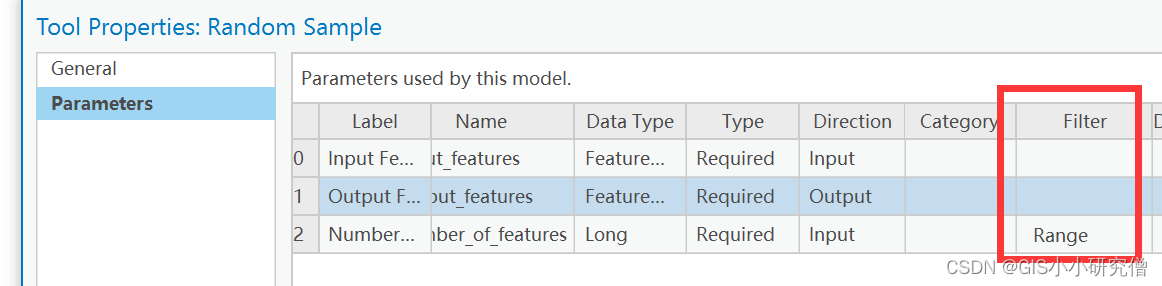 Tool Properties: Random Sample
General
Parameters
Parameters used by this model.
Label Name Data Type Type Direction Category Filter D
0 Input Fe... ut_features Feature... Required Input
1 Output F... out_features Feature... Required Output
2 Number... nber_of_features Long Required Input Range
CSDN @GIS小小研究僧